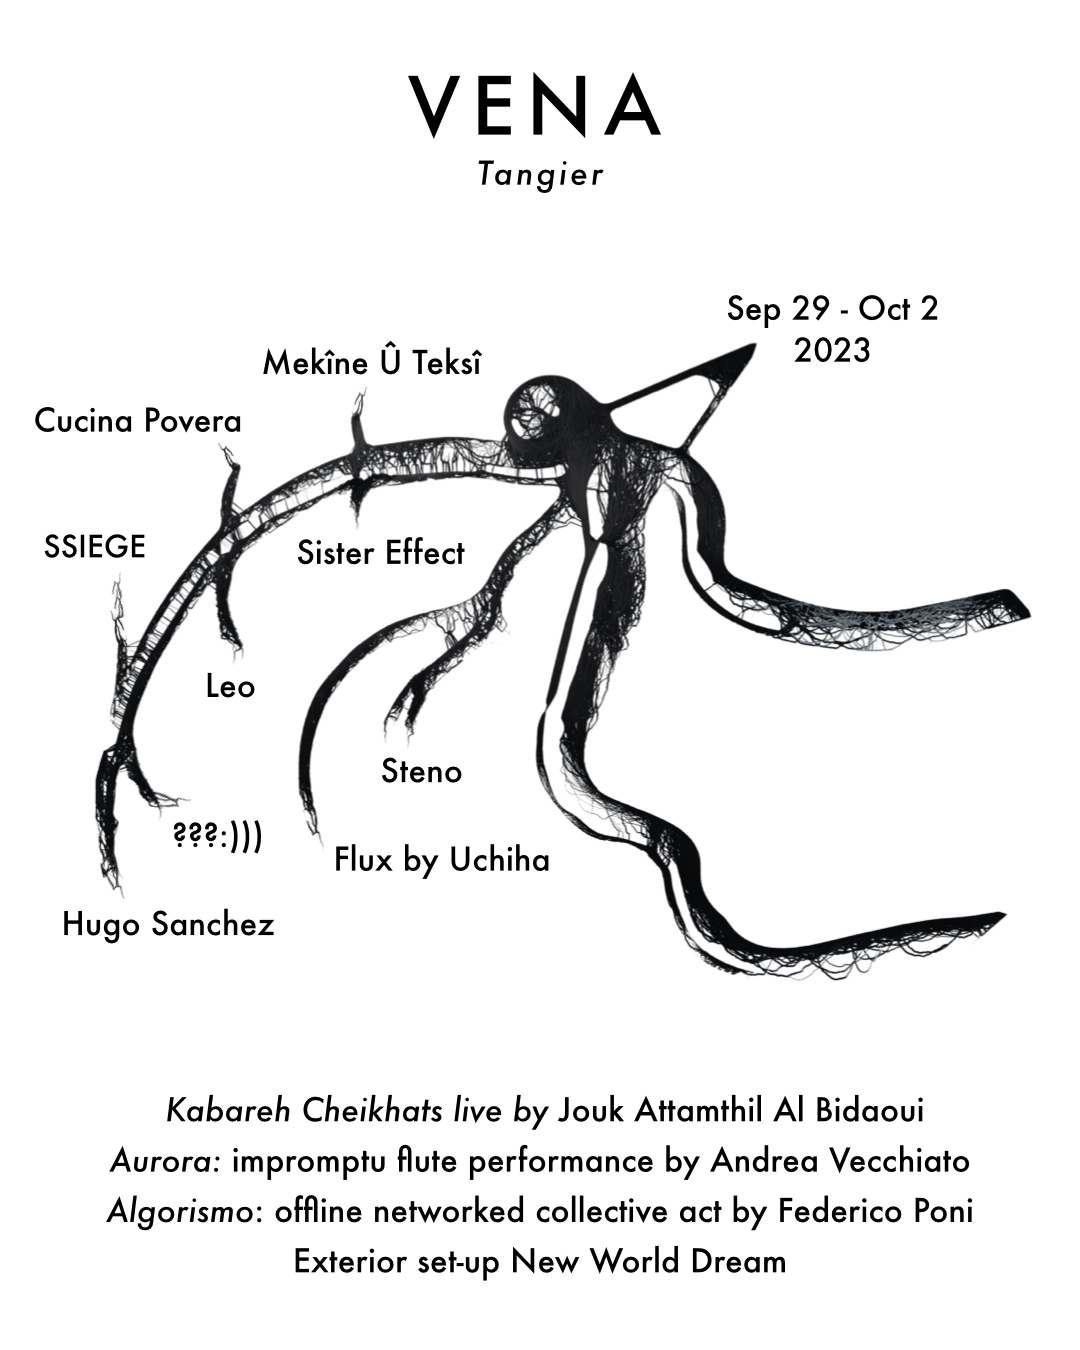 VENA
Tangier
Sep 29 - Oct 2
2023
Mekîne Û Teksî
Cucina Povera
SSIEGE
Sister Effect
Leo
Steno
???:)))
Flux by Uchiha
Hugo Sanchez
Kabareh Cheikhats live by Jouk Attamthil Al Bidaoui
Aurora: impromptu flute performance by Andrea Vecchiato
Algorismo: offline networked collective act by Federico Poni
Exterior set-up New World Dream